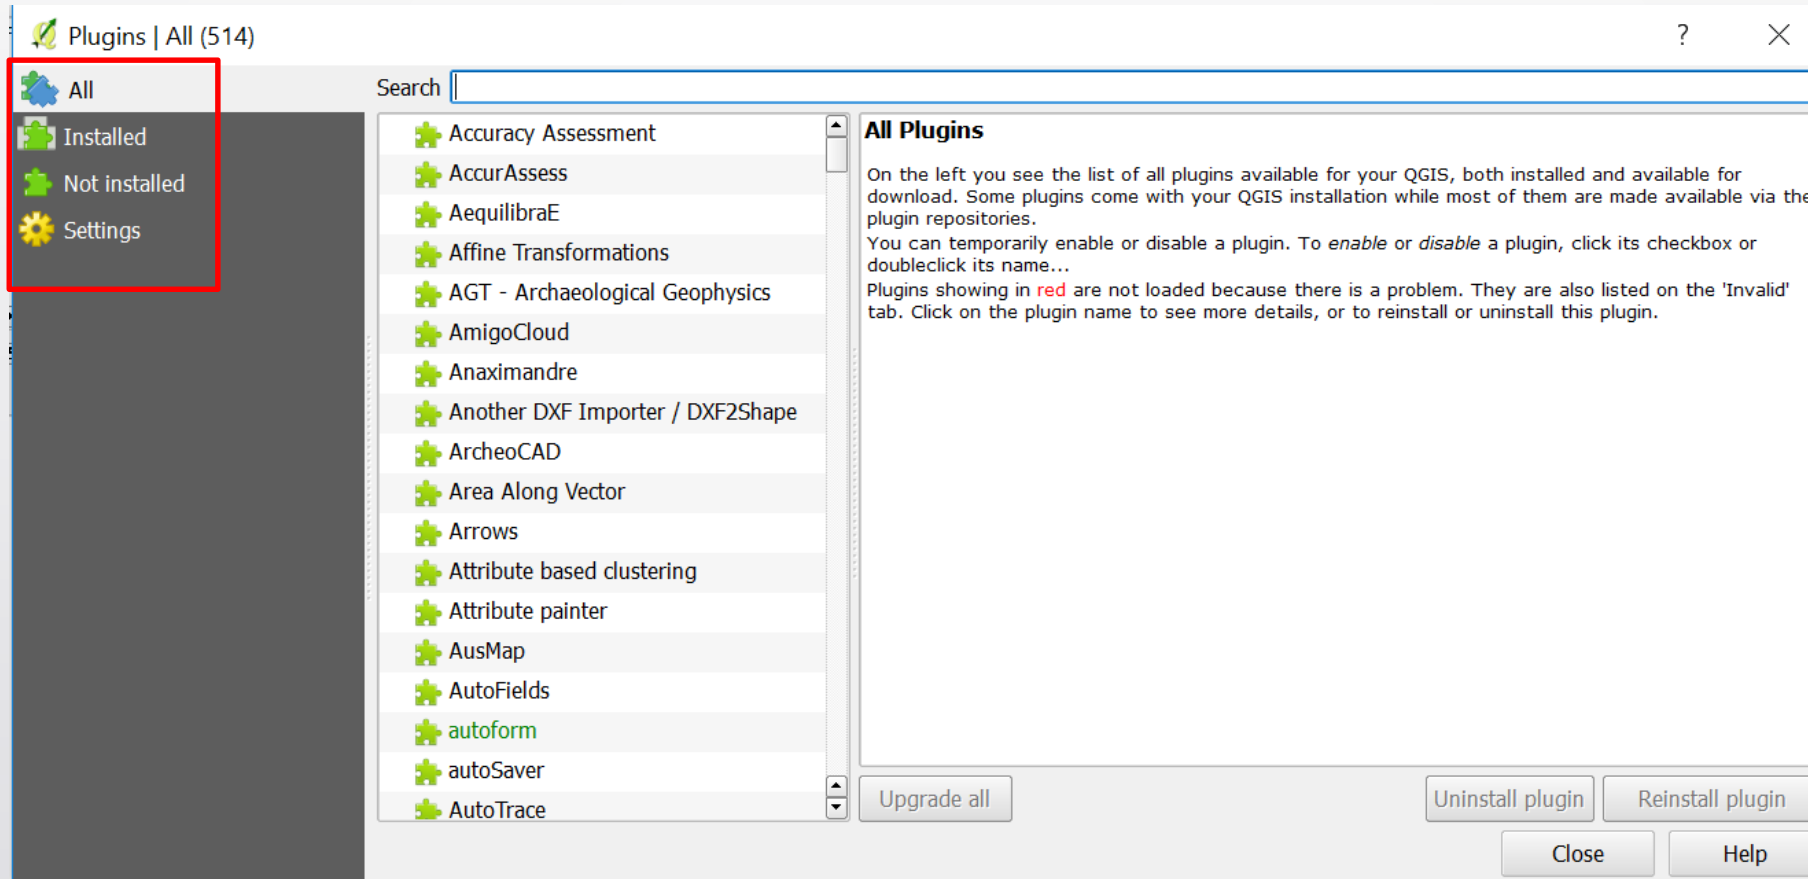 Plugins | All (514)
?
All
Installed
Not installed
Settings
Search
Accuracy Assessment
AccurAssess
AequilibraE
Affine Transformations
AGT - Archaeological Geophysics
AmigoCloud
Anaximandre
Another DXF Importer / DXF2Shape
ArcheoCAD
Area Along Vector
Arrows
Attribute based clustering
Attribute painter
AusMap
AutoFields
autoform
autoSaver
AutoTrace
All Plugins
On the left you see the list of all plugins available for your QGIS, both installed and available for
download. Some plugins come with your QGIS installation while most of them are made available via the
plugin repositories.
You can temporarily enable or disable a plugin. To enable or disable a plugin, click its checkbox or
doubleclick its name...
Plugins showing in red are not loaded because there is a problem. They are also listed on the 'Invalid'
tab. Click on the plugin name to see more details, or to reinstall or uninstall this plugin.
Upgrade all
Uninstall plugin
Reinstall plugin
Close
Help